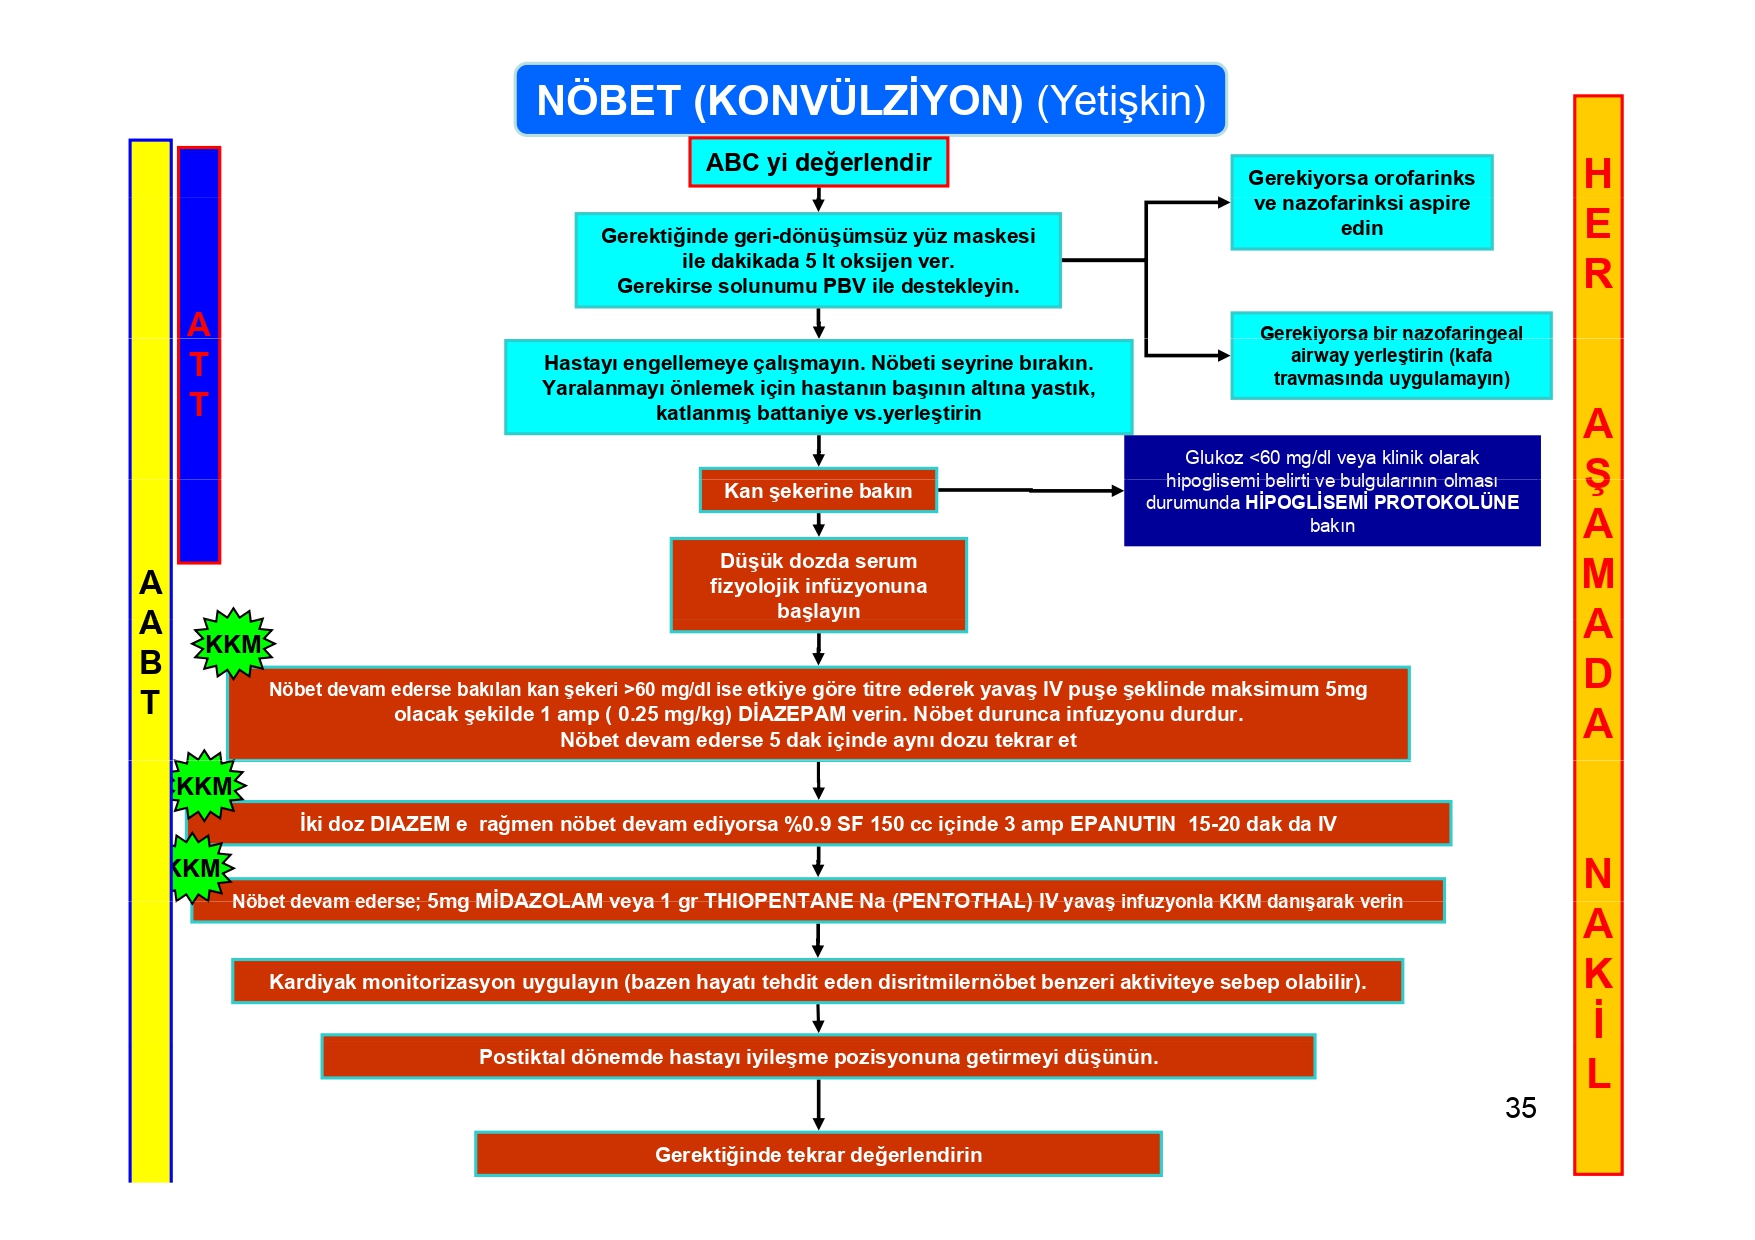 NÖBET (KONVÜLZİYON) (Yetişkin)
ABC yi değerlendir
Gerektiğinde geri-dönüşümsüz yüz maskesi
ile dakikada 5 lt oksijen ver.
Gerekirse solunumu PBV ile destekleyin.
Gerekiyorsa orofarinks
ve nazofarinksi aspire
edin
Gerekiyorsa bir nazofaringeal
airway yerleştirin (kafa
travmasında uygulamayın)
Hastayı engellemeye çalışmayın. Nöbeti seyrine bırakın.
Yaralanmayı önlemek için hastanın başının altına yastık,
katlanmış battaniye vs.yerleştirin
Kan şekerine bakın
Glukoz <60 mg/dl veya klinik olarak
hipoglisemi belirti ve bulgularının olması
durumunda HİPOGLİSEMİ PROTOKOLÜNE
bakın
Düşük dozda serum
fizyolojik infüzyonuna
başlayın
KKM
Nöbet devam ederse bakılan kan şekeri >60 mg/dl ise etkiye göre titre ederek yavaş IV puşe şeklinde maksimum 5mg
olacak şekilde 1 amp ( 0.25 mg/kg) DİAZEPAM verin. Nöbet durunca infuzyonu durdur.
Nöbet devam ederse 5 dak içinde aynı dozu tekrar et
KKM
İki doz DIAZEM e  rağmen nöbet devam ediyorsa %0.9 SF 150 cc içinde 3 amp EPANUTIN  15-20 dak da IV
KKM
Nöbet devam ederse; 5mg MİDAZOLAM veya 1 gr THIOPENTANE Na (PENTOTHAL) IV yavaş infuzyonla KKM danışarak verin
Kardiyak monitorizasyon uygulayın (bazen hayatı tehdit eden disritmilernöbet benzeri aktiviteye sebep olabilir).
Postiktal dönemde hastayı iyileşme pozisyonuna getirmeyi düşünün.
Gerektiğinde tekrar değerlendirin
AABT
ATT
HER AŞAMADA NAKİL
35